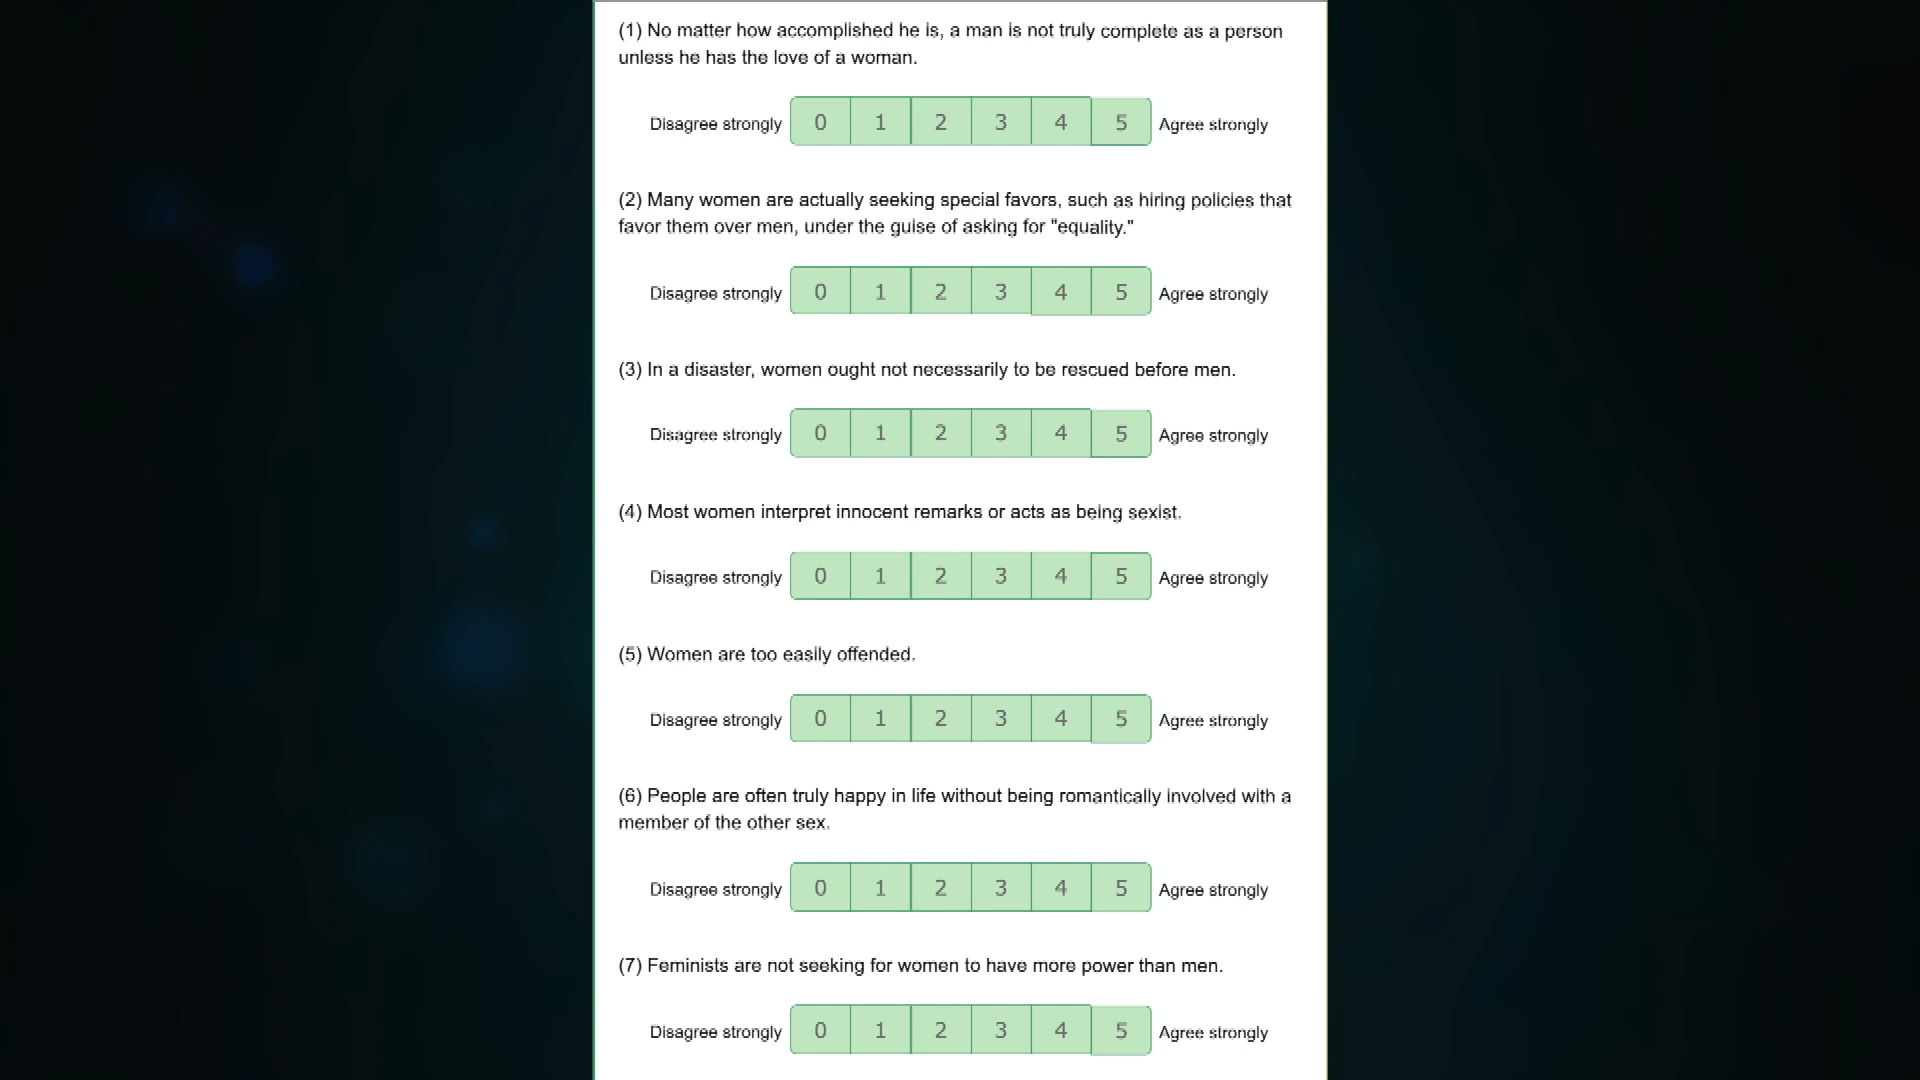 (1) No matter how accomplished he is, a man is not truly complete as a person
unless he has the love of a woman.
Disagree strongly 0 1 2 3 4 5 Agree strongly
(2) Many women are actually seeking special favors, such as hiring policies that
favor them over men, under the guise of asking for "equality."
Disagree strongly 0 1 2 3 4 5 Agree strongly
(3) In a disaster, women ought not necessarily to be rescued before men.
Disagree strongly 0 1 2 3 4 5 Agree strongly
(4) Most women interpret innocent remarks or acts as being sexist.
Disagree strongly 0 1 2 3 4 5 Agree strongly
(5) Women are too easily offended.
Disagree strongly 0 1 2 3 4 5 Agree strongly
(6) People are often truly happy in life without being romantically involved with a
member of the other sex.
Disagree strongly 0 1 2 3 4 5 Agree strongly
(7) Feminists are not seeking for women to have more power than men.
Disagree strongly 0 1 2 3 4 5 Agree strongly